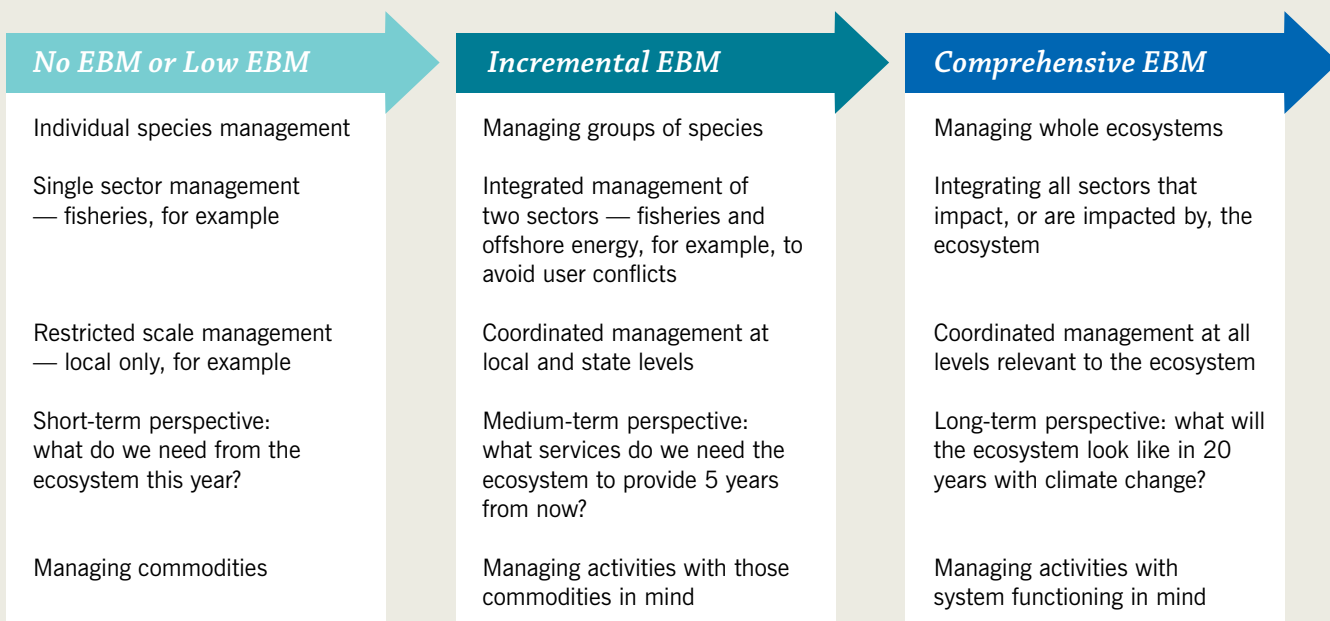 No EBM or Low EBM
Individual species management
Single sector management
— fisheries, for example
Restricted scale management
— local only, for example
Short-term perspective:
what do we need from the
ecosystem this year?
Managing commodities
Incremental EBM
Managing groups of species
Integrated management of
two sectors — fisheries and
offshore energy, for example, to
avoid user conflicts
Coordinated management at
local and state levels
Medium-term perspective:
what services do we need the
ecosystem to provide 5 years
from now?
Managing activities with those
commodities in mind
Comprehensive EBM
Managing whole ecosystems
Integrating all sectors that
impact, or are impacted by, the
ecosystem
Coordinated management at all
levels relevant to the ecosystem
Long-term perspective: what will
the ecosystem look like in 20
years with climate change?
Managing activities with
system functioning in mind